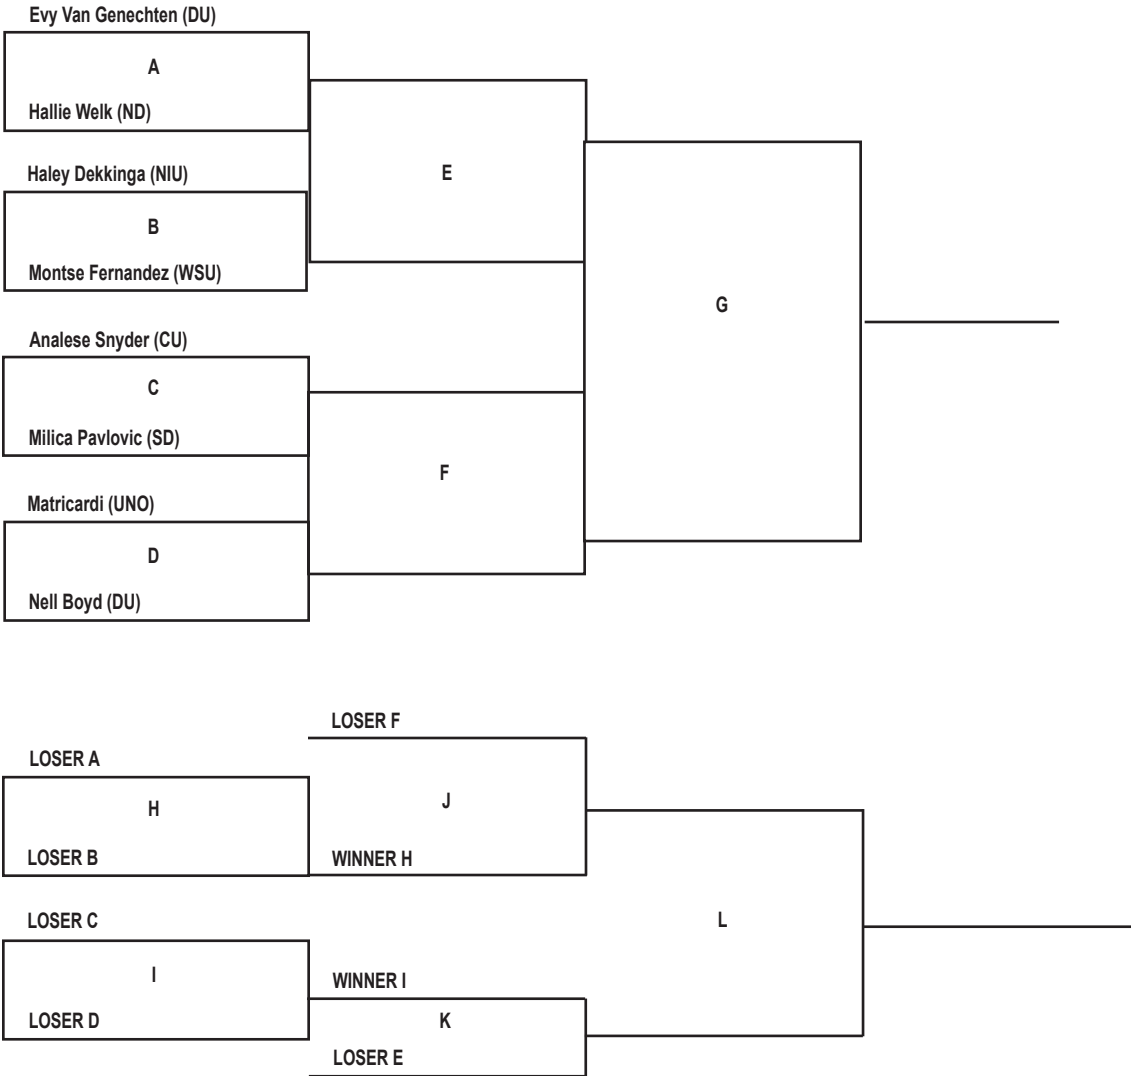 Evy Van Genechten (DU)
A
Hallie Welk (ND)
Haley Dekkinga (NIU)
E
B
Montse Fernandez (WSU)
G
Analese Snyder (CU)
C
Milica Pavlovic (SD)
F
Matricardi (UNO)
D
Nell Boyd (DU)
LOSER F
LOSER A
H
J
LOSER B
WINNER H
LOSER C
L
I
WINNER I
LOSER D
K
LOSER E